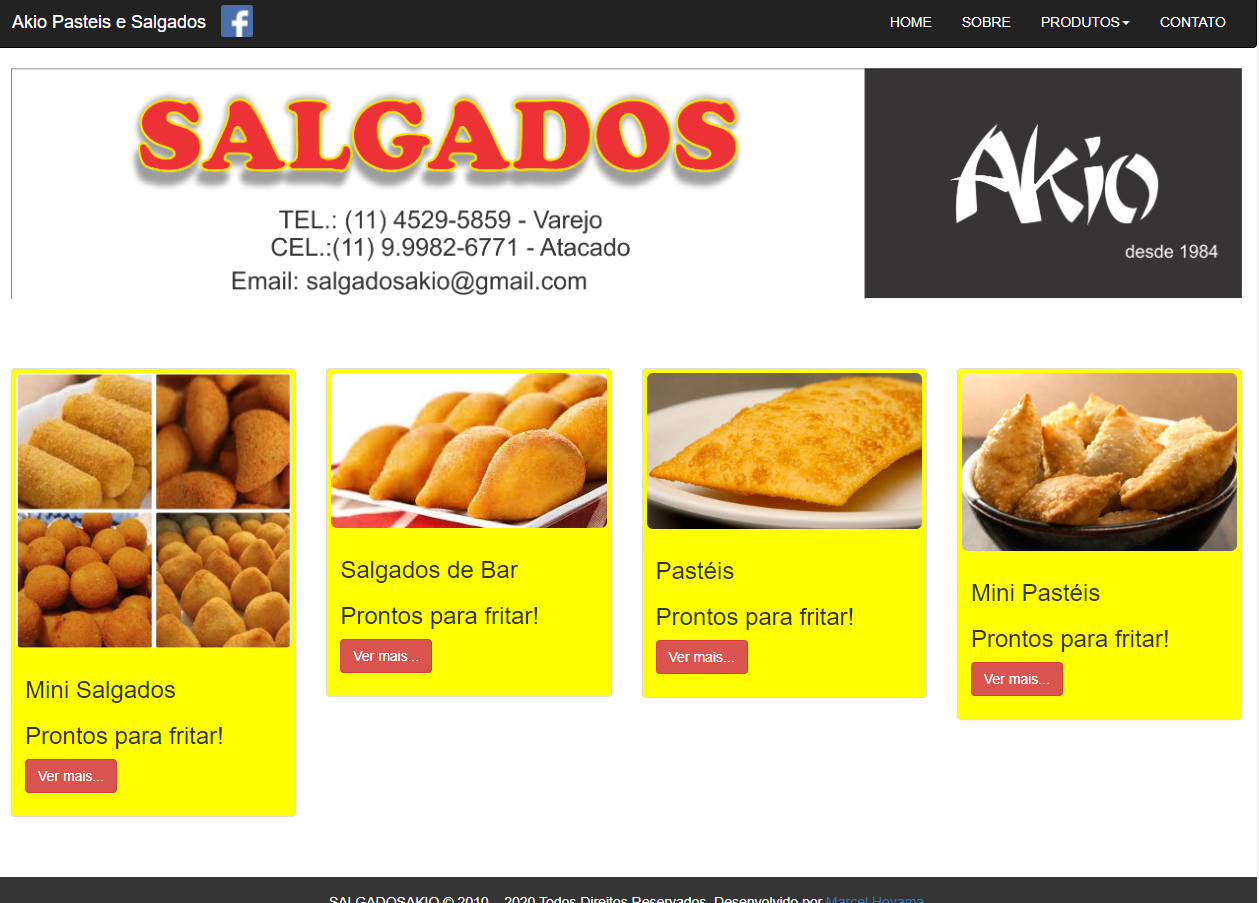 Akio Pasteis e Salgados
HOME SOBRE PRODUTOS CONTATO
SALGADOS
TEL.: (11) 4529-5859 - Varejo
CEL.:(11) 9.9982-6771 - Atacado
Email: salgadosakio@gmail.com
Akio
desde 1984
Mini Salgados
Prontos para fritar!
Ver mais...
Salgados de Bar
Prontos para fritar!
Ver mais...
Pastéis
Prontos para fritar!
Ver mais...
Mini Pastéis
Prontos para fritar!
Ver mais...
SALGADOSAKIO © 2010 - 2020 Todos Direitos Reservados. Desenvolvido por Marcel Hoyama